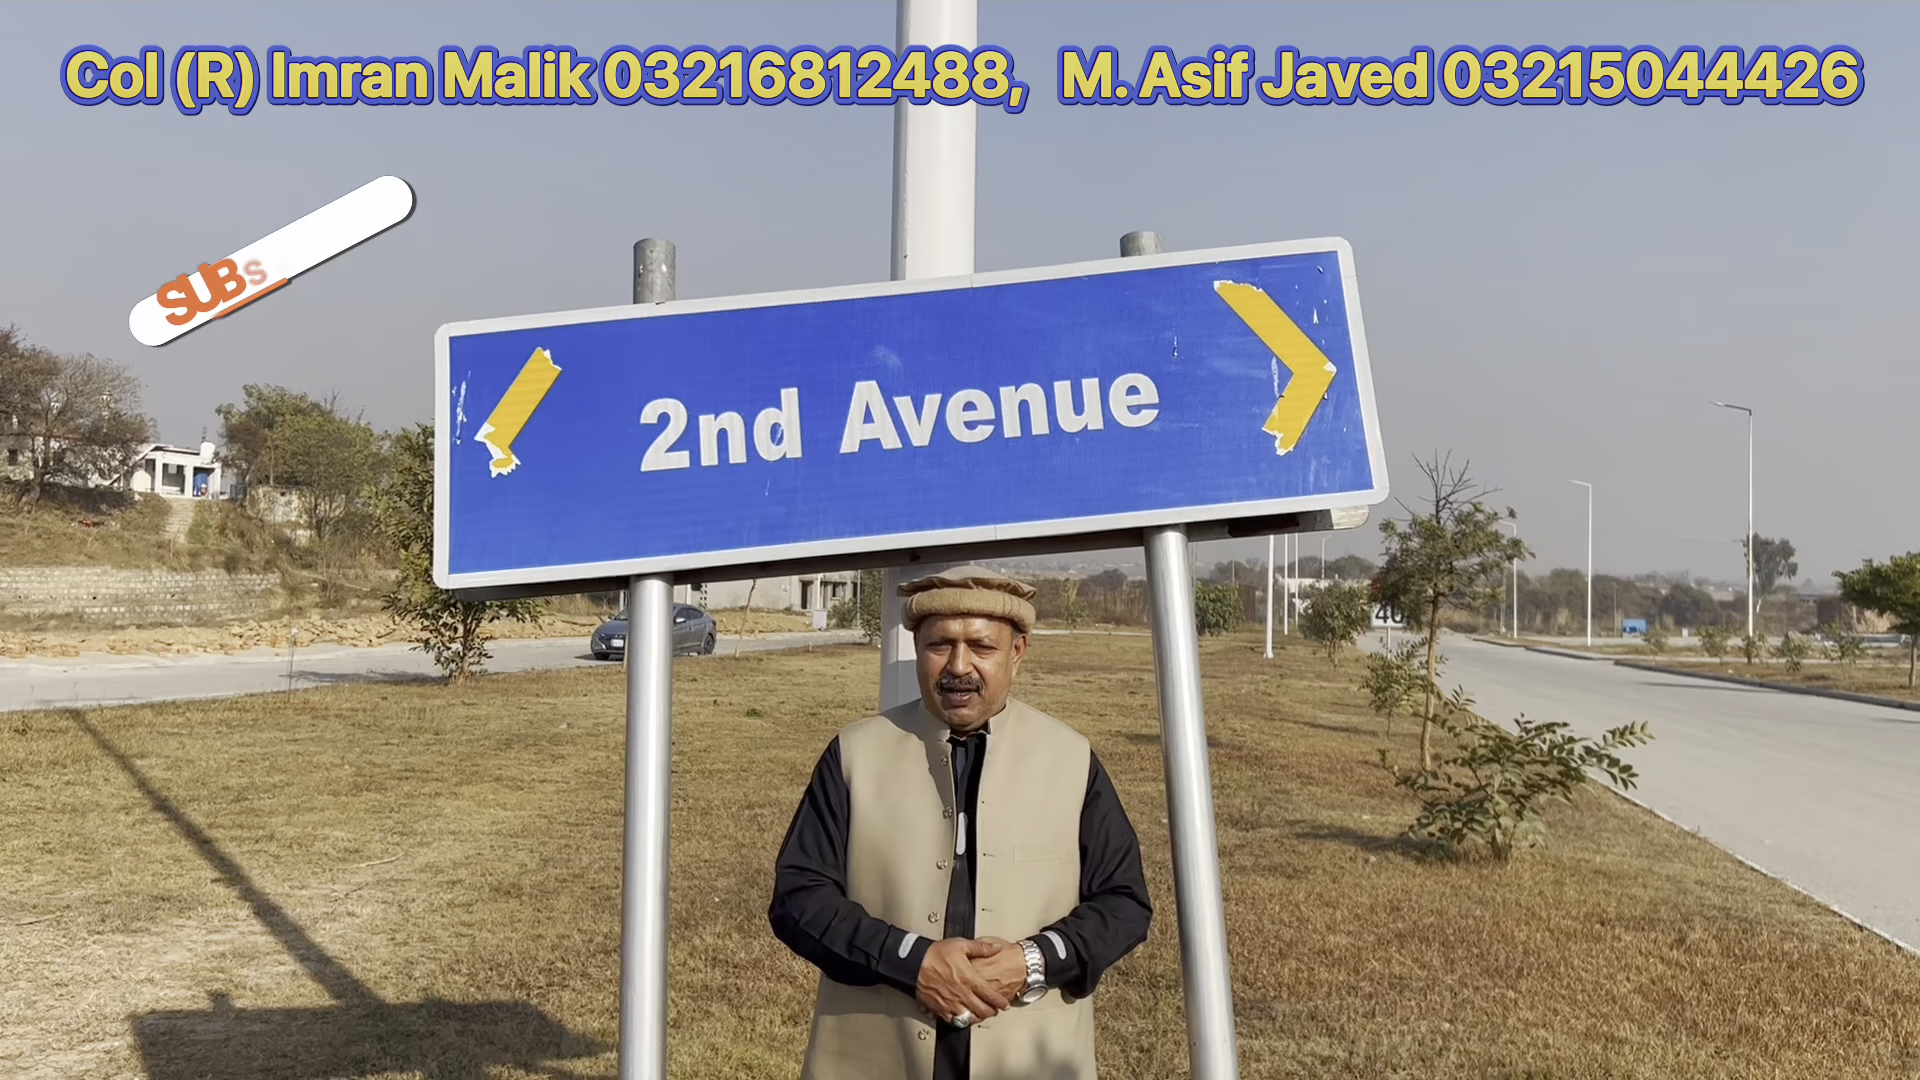 Col (R) Imran Malik 03216812488, M. Asif Javed 03215044426
SUBS
2nd Avenue
40